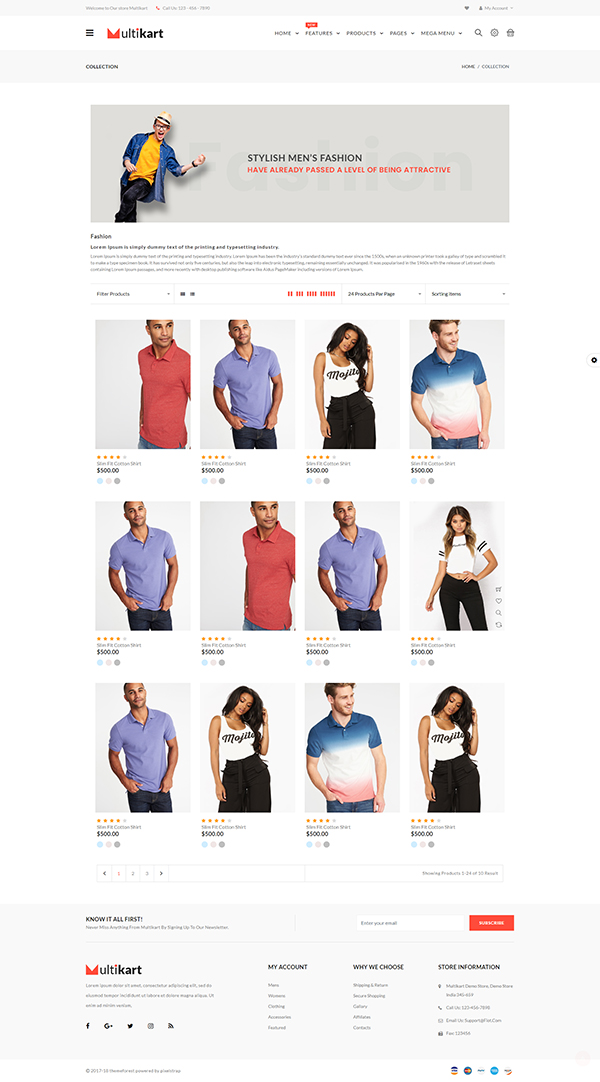 Welcome to Our store Multikart Call Us: 123 - 456 - 7890
My Account
Multikart
NEW
HOME FEATURES PRODUCTS PAGES MEGA MENU
COLLECTION
HOME / COLLECTION
Fashion
STYLISH MEN'S FASHION
HAVE ALREADY PASSED A LEVEL OF BEING ATTRACTIVE
Fashion
Lorem Ipsum is simply dummy text of the printing and typesetting industry.
Lorem Ipsum is simply dummy text of the printing and typesetting industry. Lorem Ipsum has been the industry's standard dummy text ever since the 1500s, when an unknown printer took a galley of type and scrambled it
to make a type specimen book. It has survived not only five centuries, but also the leap into electronic typesetting, remaining essentially unchanged. It was popularised in the 1960s with the release of Letraset sheets
containing Lorem Ipsum passages, and more recently with desktop publishing software like Aldus PageMaker including versions of Lorem Ipsum.
Filter Products
24 Products Par Page
Sorting Items
Mojito
Slim Fit Cotton Shirt
$500.00
Slim Fit Cotton Shirt
$500.00
Slim Fit Cotton Shirt
$500.00
Slim Fit Cotton Shirt
$500.00
Slim Fit Cotton Shirt
$500.00
Slim Fit Cotton Shirt
$500.00
Slim Fit Cotton Shirt
$500.00
Slim Fit Cotton Shirt
$500.00
Mojito
Mojito
Slim Fit Cotton Shirt
$500.00
Slim Fit Cotton Shirt
$500.00
Slim Fit Cotton Shirt
$500.00
Slim Fit Cotton Shirt
$500.00
1 2 3
Showing Products 1-24 of 10 Result
KNOW IT ALL FIRST!
Never Miss Anything From Multikart By Signing Up To Our Newsletter.
Enter your email
SUBSCRIBE
Multikart
Lorem ipsum dolor sit amet, consectetur adipiscing elit, sed do
eiusmod tempor incididunt ut labore et dolore magna aliqua. Ut
enim ad minim veniam,
MY ACCOUNT
Mens
Womens
Clothing
Accessories
Featured
WHY WE CHOOSE
Shipping & Return
Secure Shopping
Gallary
Affiliates
Contacts
STORE INFORMATION
Multikart Demo Store, Demo Store
India 345-659
Call Us: 123-456-7898
Email Us: Support@Fiot.Com
Fax: 123456
© 2017-18 themeforest powered by pixelstrap